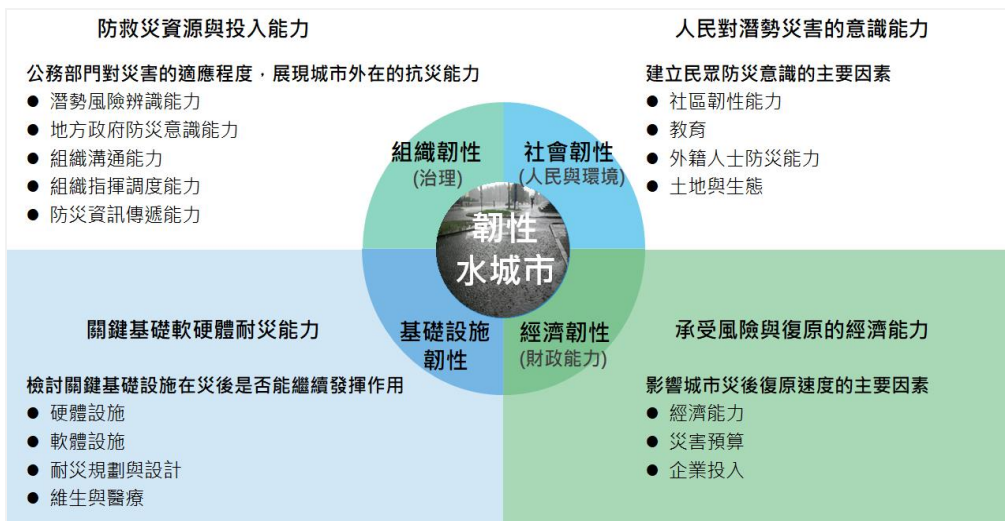 防救災資源與投入能力
公務部門對災害的適應程度，展現城市外在的抗災能力
● 潛勢風險辨識能力
● 地方政府防災意識能力
● 組織溝通能力
● 組織指揮調度能力
● 防災資訊傳遞能力
人民對潛勢災害的意識能力
建立民眾防災意識的主要因素
● 社區韌性能力
● 教育
● 外籍人士防災能力
● 土地與生態
組織韌性
(治理)
社會韌性
(人民與環境)
韌性
水城市
基礎設施
韌性
經濟韌性
(財政能力)
關鍵基礎軟硬體耐災能力
檢討關鍵基礎設施在災後是否能繼續發揮作用
● 硬體設施
● 軟體設施
● 耐災規劃與設計
● 維生與醫療
承受風險與復原的經濟能力
影響城市災後復原速度的主要因素
● 經濟能力
● 災害預算
● 企業投入